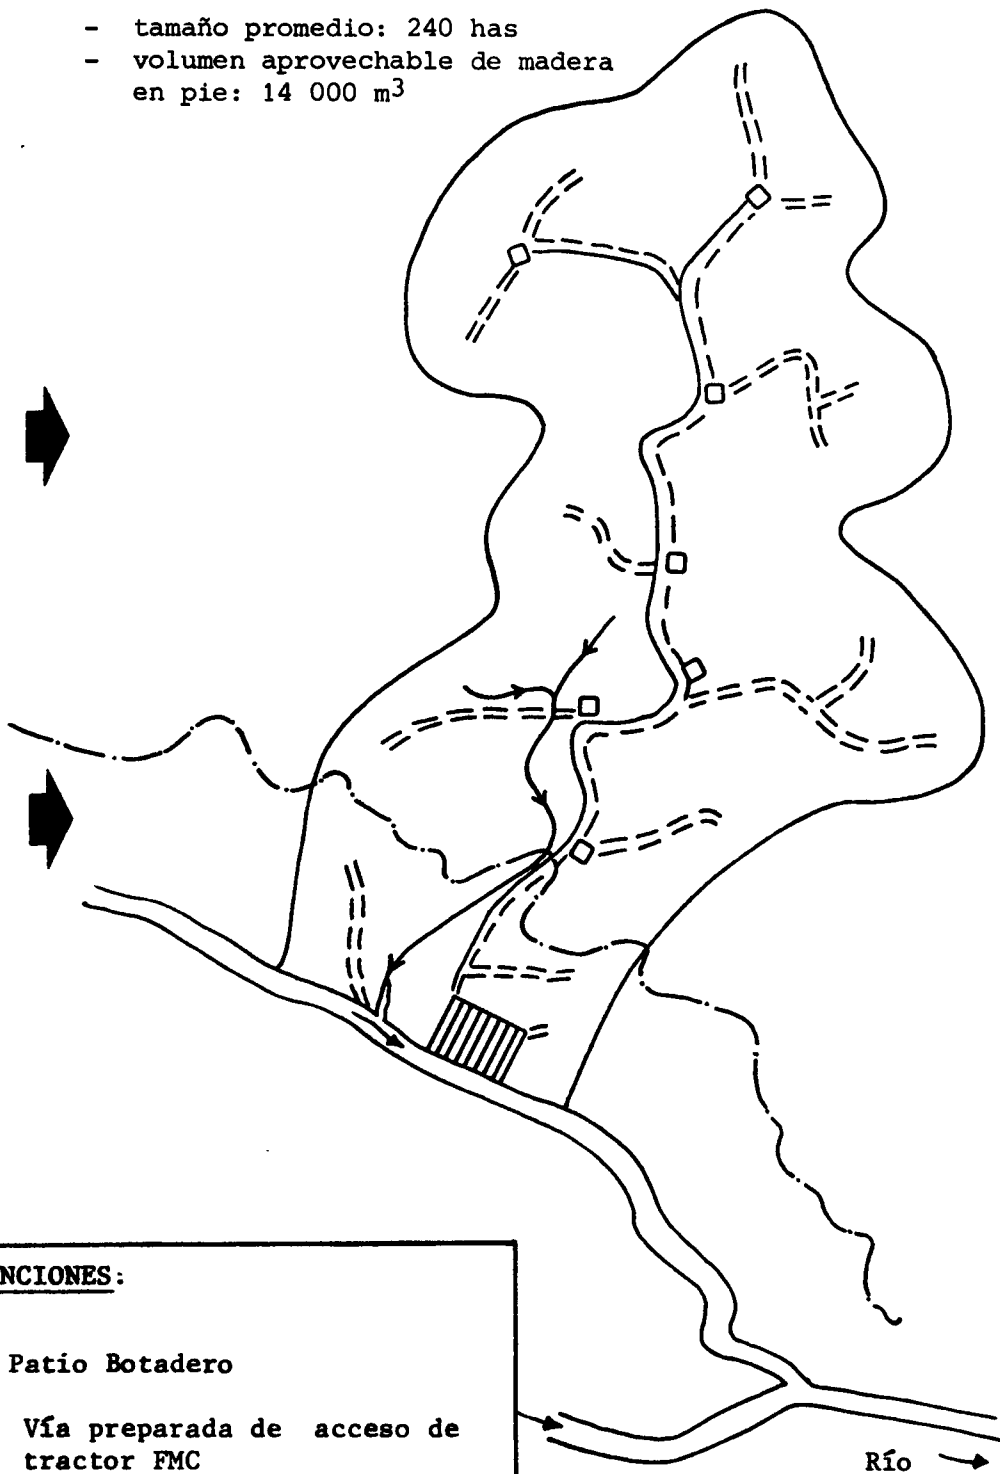 - tamaño promedio: 240 has
- volumen aprovechable de madera
en pie: 14 000 m³
NCIONES:
Patio Botadero
Vía preparada de acceso de
tractor FMC
Río